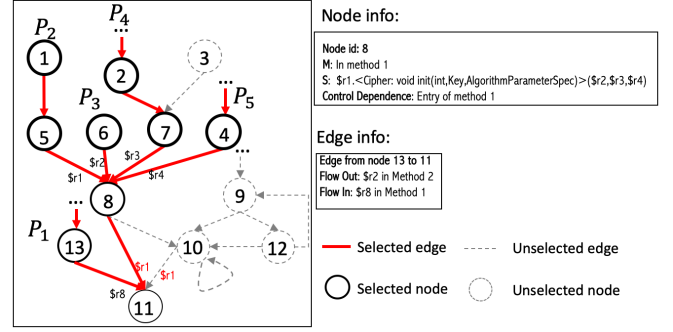 P4
...
P2
1
2
3
...
P3
P5
5
6
7
4
...
$r2
$r3
$r1
$r4
8
9
...
P1
13
10
12
$r1
$r1
$r8
11
Node info:
Node id: 8
M: In method 1
S: $r1.<Cipher: void init(int,Key,AlgorithmParameterSpec)>($r2,$r3,$r4)
Control Dependence: Entry of method 1
Edge info:
Edge from node 13 to 11
Flow Out: $r2 in Method 2
Flow In: $r8 in Method 1
Selected edge
Unselected edge
Selected node
Unselected node